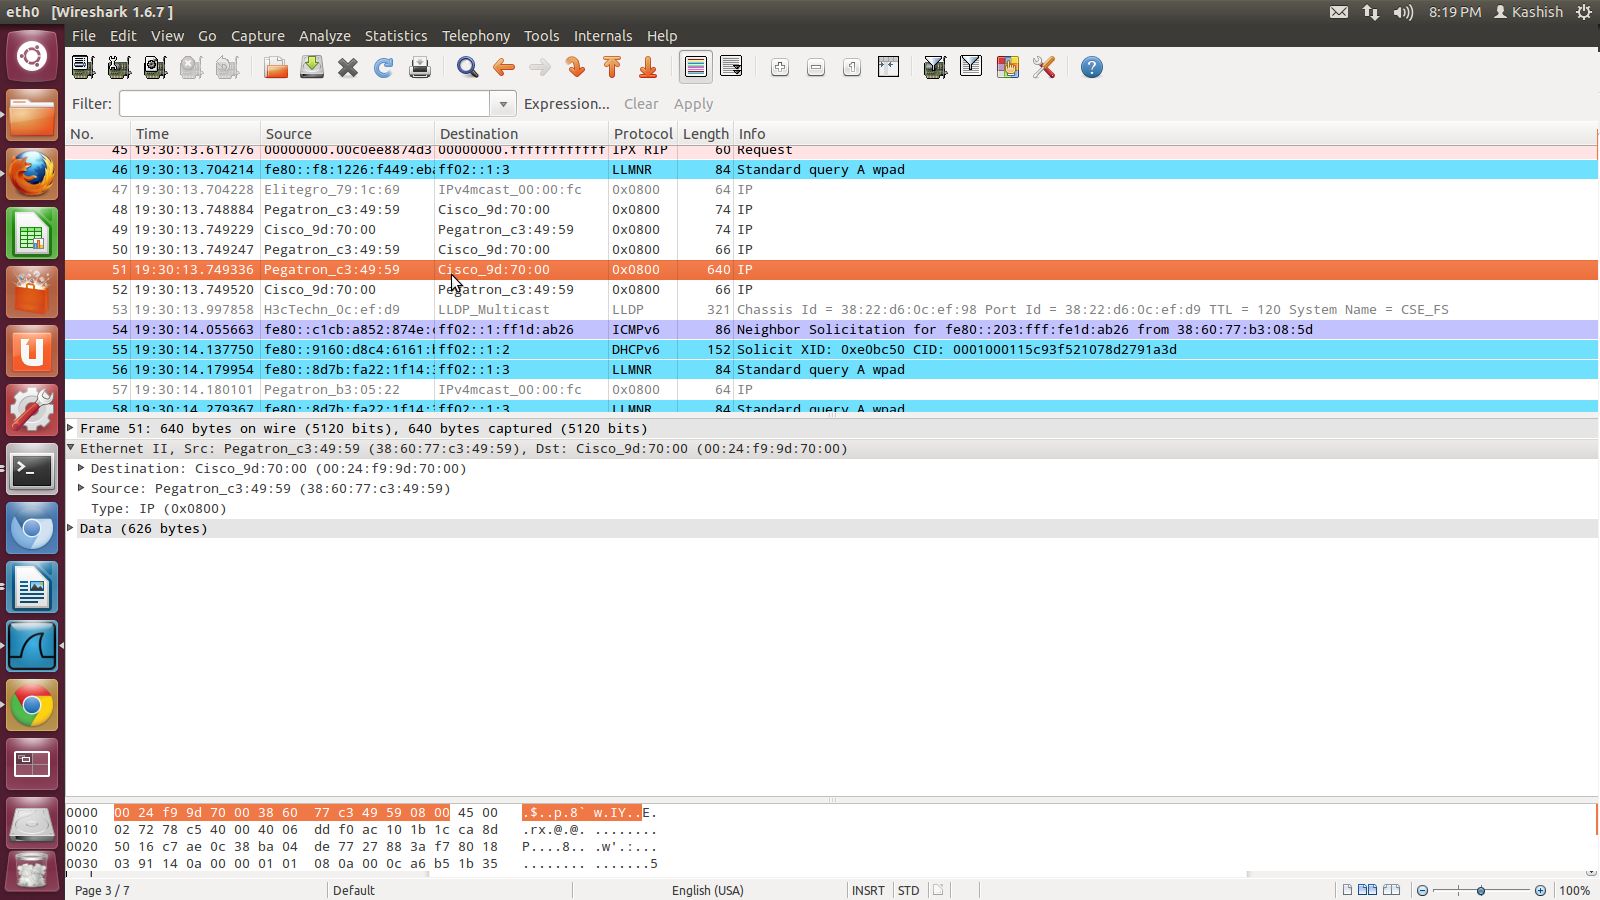 eth0 [Wireshark 1.6.7 ] 8:19 PM Kashish
File Edit View Go Capture Analyze Statistics Telephony Tools Internals Help
Filter: Expression... Clear Apply
No. Time Source Destination Protocol Length Info
45 19:30:13.611276 00000000.00c0ee8874d3 00000000.ffffffffffff IPX RIP 60 Request
46 19:30:13.704214 fe80::f8:1226:f449:eba ff02::1:3 LLMNR 84 Standard query A wpad
47 19:30:13.704228 Elitegro_79:1c:69 IPv4mcast_00:00:fc 0x0800 64 IP
48 19:30:13.748884 Pegatron_c3:49:59 Cisco_9d:70:00 0x0800 74 IP
49 19:30:13.749229 Cisco_9d:70:00 Pegatron_c3:49:59 0x0800 74 IP
50 19:30:13.749247 Pegatron_c3:49:59 Cisco_9d:70:00 0x0800 66 IP
51 19:30:13.749336 Pegatron_c3:49:59 Cisco_9d:70:00 0x0800 640 IP
52 19:30:13.749520 Cisco_9d:70:00 Pegatron_c3:49:59 0x0800 66 IP
53 19:30:13.997858 H3cTechn_0c:ef:d9 LLDP_Multicast LLDP 321 Chassis Id = 38:22:d6:0c:ef:98 Port Id = 38:22:d6:0c:ef:d9 TTL = 120 System Name = CSE_FS
54 19:30:14.055663 fe80::c1cb:a852:874e: ff02::1:ff1d:ab26 ICMPv6 86 Neighbor Solicitation for fe80::203:fff:fe1d:ab26 from 38:60:77:b3:08:5d
55 19:30:14.137750 fe80::9160:d8c4:6161: ff02::1:2 DHCPv6 152 Solicit XID: 0xe0bc50 CID: 0001000115c93f521078d2791a3d
56 19:30:14.179954 fe80::8d7b:fa22:1f14: ff02::1:3 LLMNR 84 Standard query A wpad
57 19:30:14.180101 Pegatron_b3:05:22 IPv4mcast_00:00:fc 0x0800 64 IP
58 19:30:14.279367 fe80::8d7b:fa22:1f14: ff02::1:3 LLMNR 84 Standard query A wpad
Frame 51: 640 bytes on wire (5120 bits), 640 bytes captured (5120 bits)
Ethernet II, Src: Pegatron_c3:49:59 (38:60:77:c3:49:59), Dst: Cisco_9d:70:00 (00:24:f9:9d:70:00)
Destination: Cisco_9d:70:00 (00:24:f9:9d:70:00)
Source: Pegatron_c3:49:59 (38:60:77:c3:49:59)
Type: IP (0x0800)
Data (626 bytes)
0000 00 24 f9 9d 70 00 38 60 77 c3 49 59 08 00 45 00 .$..p.8` w.IY..E.
0010 02 72 78 c5 40 00 40 06 dd f0 ac 10 1b 1c ca 8d .rx.@.@. ........
0020 50 16 c7 ae 0c 38 ba 04 de 77 27 88 3a f7 80 18 P....8.. .w'.:...
0030 03 91 14 0a 00 00 01 01 08 0a 00 0c a6 b5 1b 35 ........ .......5
Page 3 / 7 Default English (USA) INSRT STD 100%